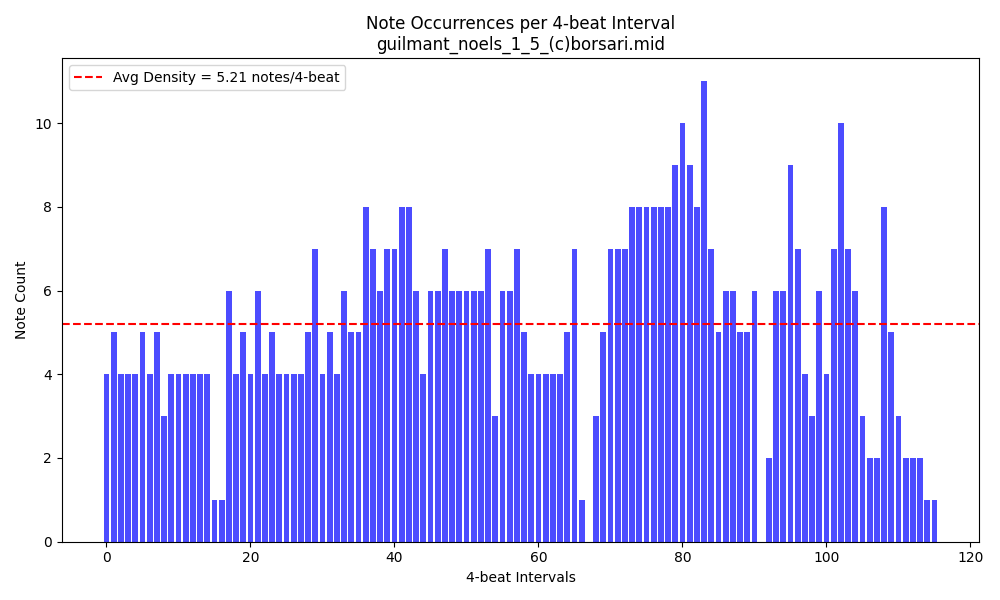 Note Occurrences per 4-beat Interval
guilmant_noels_1_5_(c)borsari.mid
Avg Density = 5.21 notes/4-beat
Note Count
10
8
6
4
2
0
0 20 40 60 80 100 120
4-beat Intervals